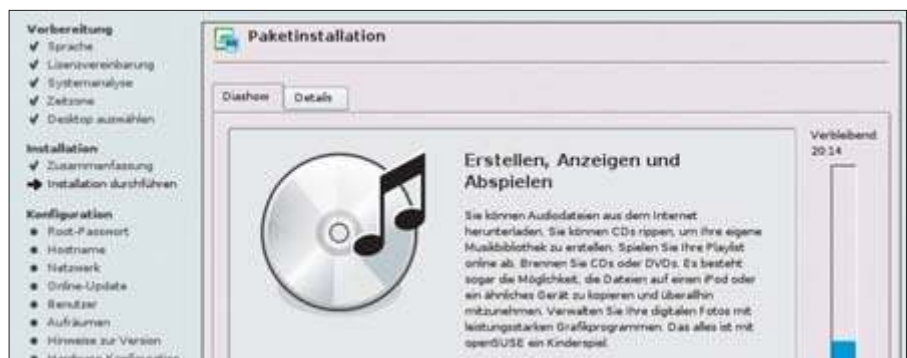 Vorbereitung
Sprache
Lizenzvereinbarung
Systemanalyse
Zeitzone
Desktop auswählen
Installation
Zusammenfassung
Installation durchführen
Konfiguration
Root-Passwort
Hostname
Netzwerk
Online-Update
Benutzer
Aufräumen
Hinweise zur Version
Hardware-Konfiguration
Paketinstallation
Diashow
Details
Erstellen, Anzeigen und
Abspielen
Sie können Audiodateien aus dem Internet
herunterladen. Sie können CDs rippen, um Ihre eigene
Musikbibliothek zu erstellen. Spielen Sie Ihre Playlist
online ab. Brennen Sie CDs oder DVDs. Es besteht
sogar die Möglichkeit, die Dateien auf einen iPod oder
ein ähnliches Gerät zu kopieren und überallhin
mitzunehmen. Verwalten Sie Ihre digitalen Fotos mit
leistungsstarken Grafikprogrammen. Das alles ist mit
openSUSE ein Kinderspiel.
Verbleibend
20:14